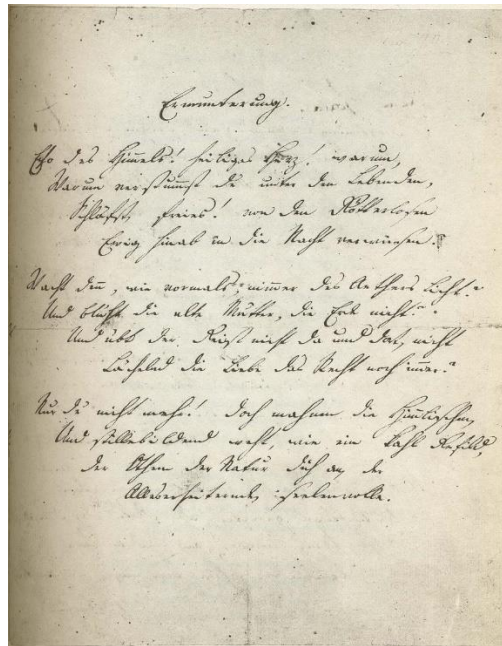 Ermunterung.
Echo des Himmels! heiliges Herz! warum,
Warum verstummst du unter den Lebenden,
Schläfst, freies! von den Götterlosen
Ewig hinab in die Nacht verwiesen?
Wacht denn, wie vormals, nimmer des Aethers Licht?
Und blüht die alte Mutter, die Erde nicht?
Und übt der Geist nicht da und dort, nicht
Lächelnd die Liebe das Recht noch immer?
Nur du nicht mehr! doch mahnen die Himmlischen,
Und stillebildend weht, wie ein kahl Gefild,
der Othem der Natur dich an, der
Alleserheiternde, seelenvolle.